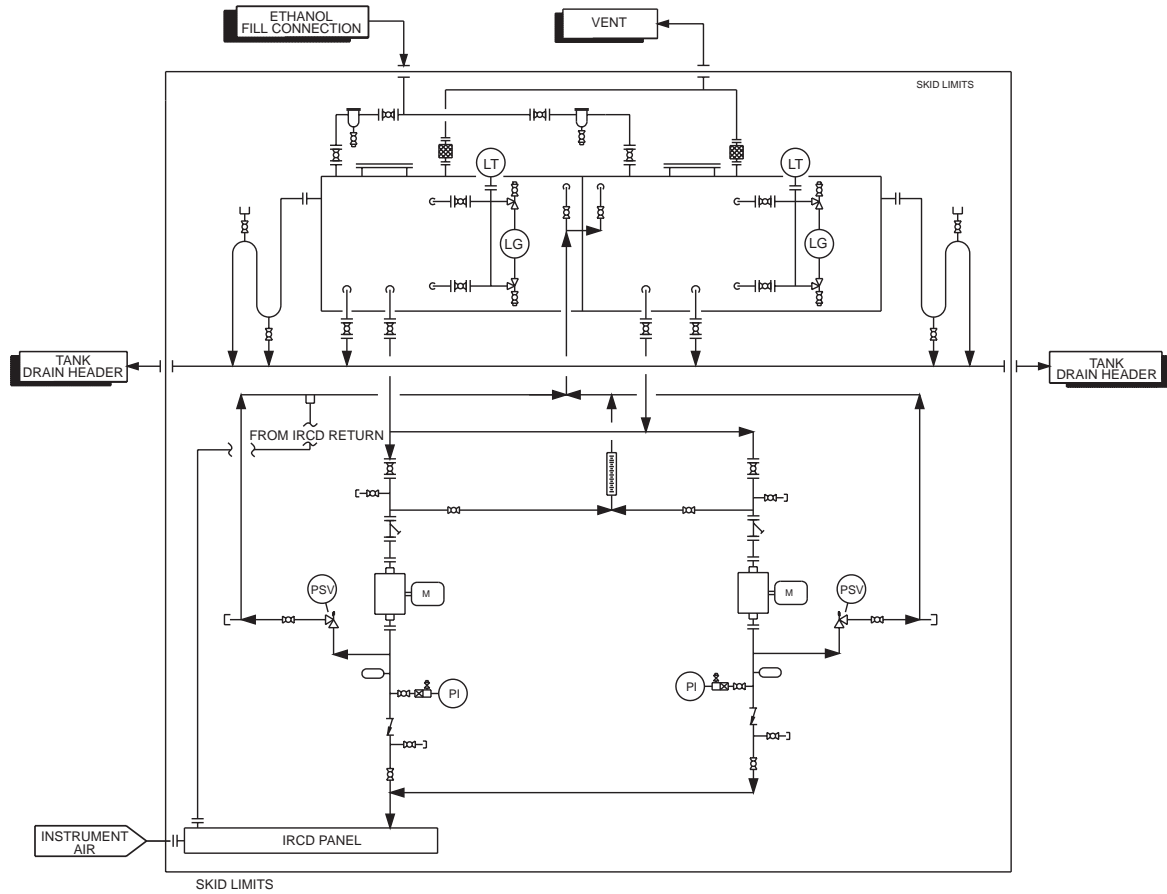 ETHANOL
FILL CONNECTION
VENT
SKID LIMITS
LT
LT
LG
LG
TANK
DRAIN HEADER
TANK
DRAIN HEADER
FROM IRCD RETURN
PSV
M
M
PSV
PI
PI
INSTRUMENT
AIR
IRCD PANEL
SKID LIMITS